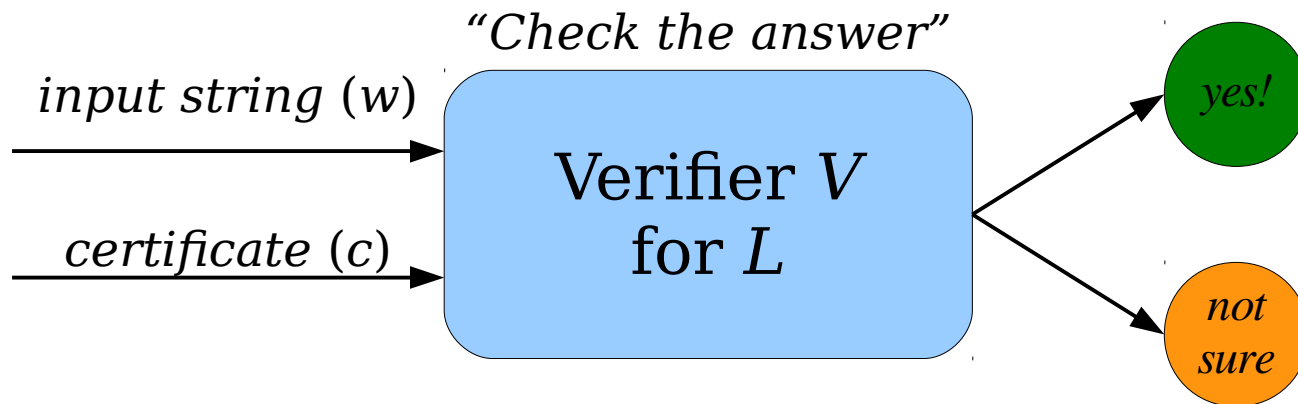 “Check the answer”
input string (w)
certificate (c)
Verifier V
for L
yes!
not
sure